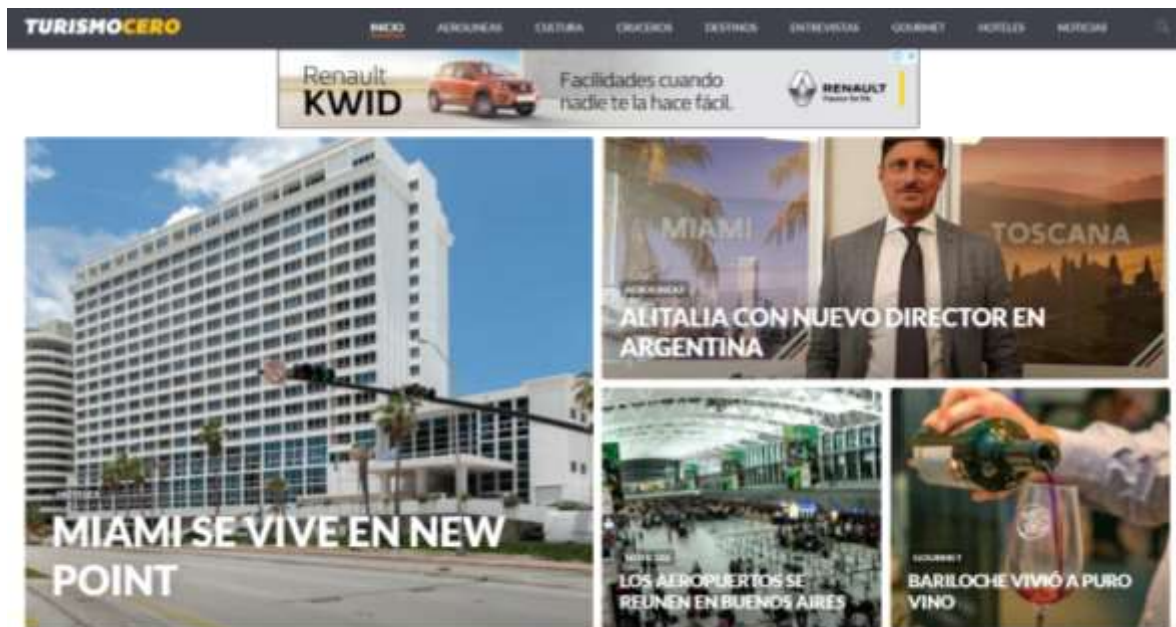 TURISMOCERO
INICIO AEROLINEAS CULTURA CRUCEROS DESTINOS ENTREVISTAS GOURMET HOTELES NOTICIAS
Renault
KWID
Facilidades cuando
nadie te la hace fácil.
RENAULT
MIAMI
TOSCANA
ALITALIA CON NUEVO DIRECTOR EN
ARGENTINA
MIAMI SE VIVE EN NEW
POINT
NOTICIAS
LOS AEROPUERTOS SE
REUNEN EN BUENOS AIRES
GOURMET
BARILOCHE VIVIÓ A PURO
VINO